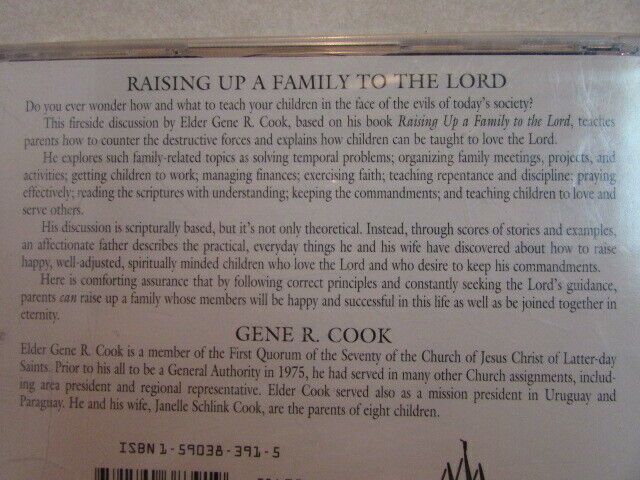 RAISING UP A FAMILY TO THE LORD
Do you ever wonder how and what to teach your children in the face of the evils of today's society?
This fireside discussion by Elder Gene R. Cook, based on his book Raising Up a Family to the Lord, teaches
parents how to counter the destructive forces and explains how children can be taught to love the Lord.
He explores such family-related topics as solving temporal problems; organizing family meetings, projects, and
activities; getting children to work; managing finances; exercising faith; teaching repentance and discipline; praying
effectively; reading the scriptures with understanding; keeping the commandments; and teaching children to love and
serve others.
His discussion is scripturally based, but it's not only theoretical. Instead, through scores of stories and examples,
an affectionate father describes the practical, everyday things he and his wife have discovered about how to raise
happy, well-adjusted, spiritually minded children who love the Lord and who desire to keep his commandments.
Here is comforting assurance that by following correct principles and constantly seeking the Lord's guidance,
parents can raise up a family whose members will be happy and successful in this life as well as be joined together in
eternity.
GENE R. COOK
Elder Gene R. Cook is a member of the First Quorum of the Seventy of the Church of Jesus Christ of Latter-day
Saints. Prior to his all to be a General Authority in 1975, he had served in many other Church assignments, includ-
ing area president and regional representative. Elder Cook served also as a mission president in Uruguay and
Paraguay. He and his wife, Janelle Schlink Cook, are the parents of eight children.
ISBN 1-59038-391-5